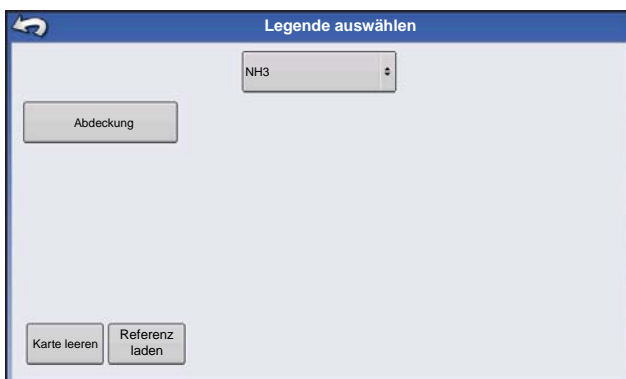 Legende auswählen
NH3
Abdeckung
Karte leeren
Referenz
laden